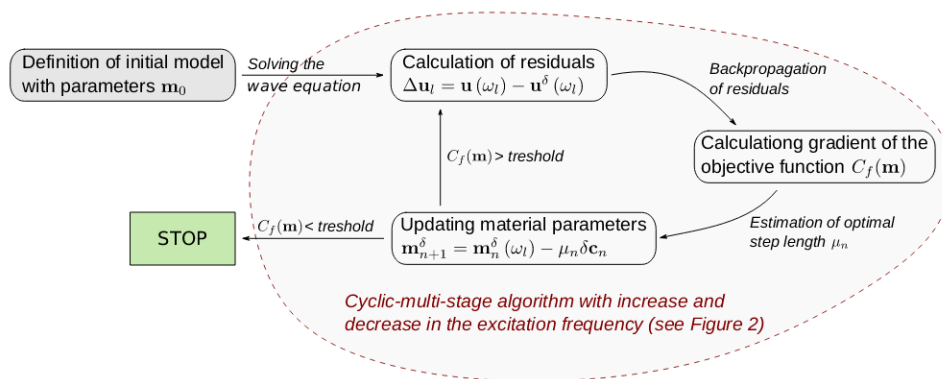 Definition of initial model
with parameters m₀
Solving the
wave equation
Calculation of residuals
Δu_l = u (ω_l) − u^δ (ω_l)
Backpropagation
of residuals
Calculationg gradient of the
objective function C_f(m)
C_f(m) > treshold
Estimation of optimal
step length μ_n
Updating material parameters
m^δ_{n+1} = m^δ_n (ω_l) − μ_n δc_n
C_f(m) < treshold
STOP
Cyclic-multi-stage algorithm with increase and
decrease in the excitation frequency (see Figure 2)